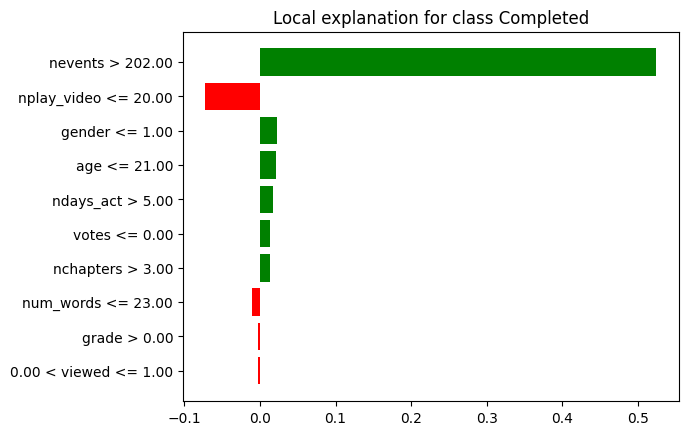 Local explanation for class Completed
nevents > 202.00
nplay_video <= 20.00
gender <= 1.00
age <= 21.00
ndays_act > 5.00
votes <= 0.00
nchapters > 3.00
num_words <= 23.00
grade > 0.00
0.00 < viewed <= 1.00
−0.1 0.0 0.1 0.2 0.3 0.4 0.5